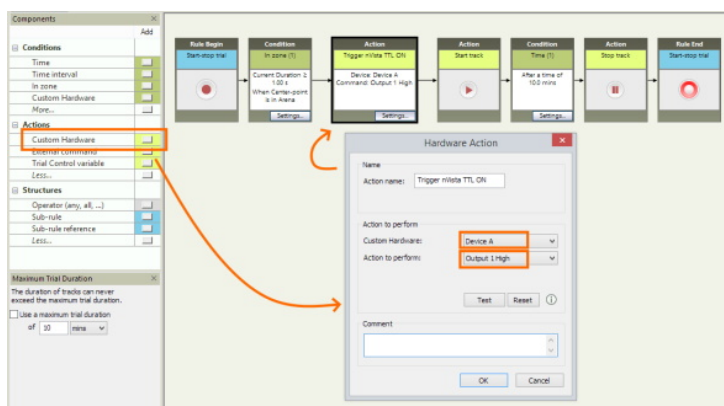 Components
Add
Conditions
Time
Time interval
In zone
Custom Hardware
More...
Actions
Custom Hardware
External command
Trial Control variable
Less...
Structures
Operator (any, all, ...)
Sub-rule
Sub-rule reference
Less...
Maximum Trial Duration
The duration of tracks can never
exceed the maximum trial duration.
Use a maximum trial duration
of 10 mins
Rule Begin
Start-stop trial
Condition
In zone (1)
Current Duration ≥
1.00 s
When Center-point
is in Arena
Settings...
Action
Trigger nVista TTL ON
Device: Device A
Command: Output 1 High
Settings...
Action
Start track
Condition
Time (1)
After a time of
10.0 mins
Settings...
Action
Stop track
Rule End
Start-stop trial
Hardware Action
Name
Action name: Trigger nVista TTL ON
Action to perform
Custom Hardware: Device A
Action to perform: Output 1 High
Test Reset
Comment
OK Cancel